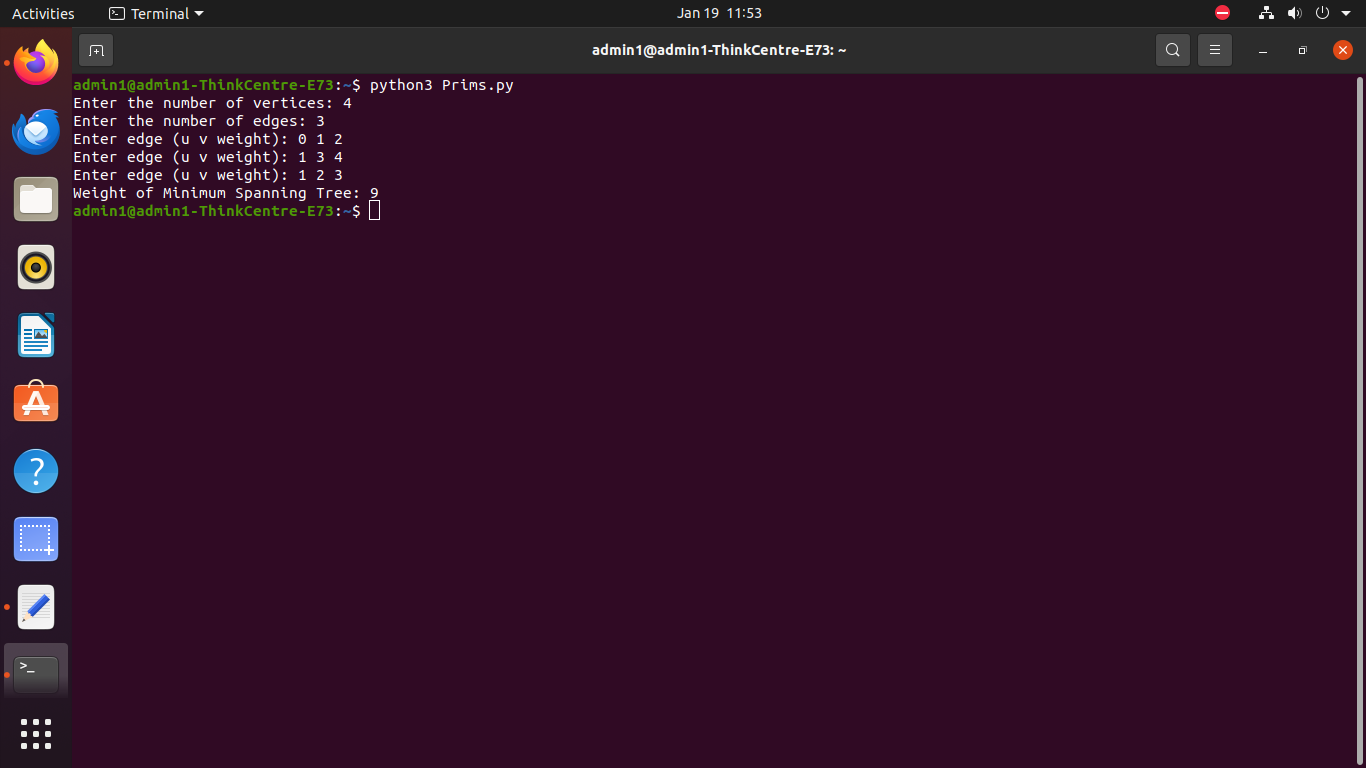 Activities Terminal Jan 19 11:53
admin1@admin1-ThinkCentre-E73: ~
admin1@admin1-ThinkCentre-E73:~$ python3 Prims.py
Enter the number of vertices: 4
Enter the number of edges: 3
Enter edge (u v weight): 0 1 2
Enter edge (u v weight): 1 3 4
Enter edge (u v weight): 1 2 3
Weight of Minimum Spanning Tree: 9
admin1@admin1-ThinkCentre-E73:~$